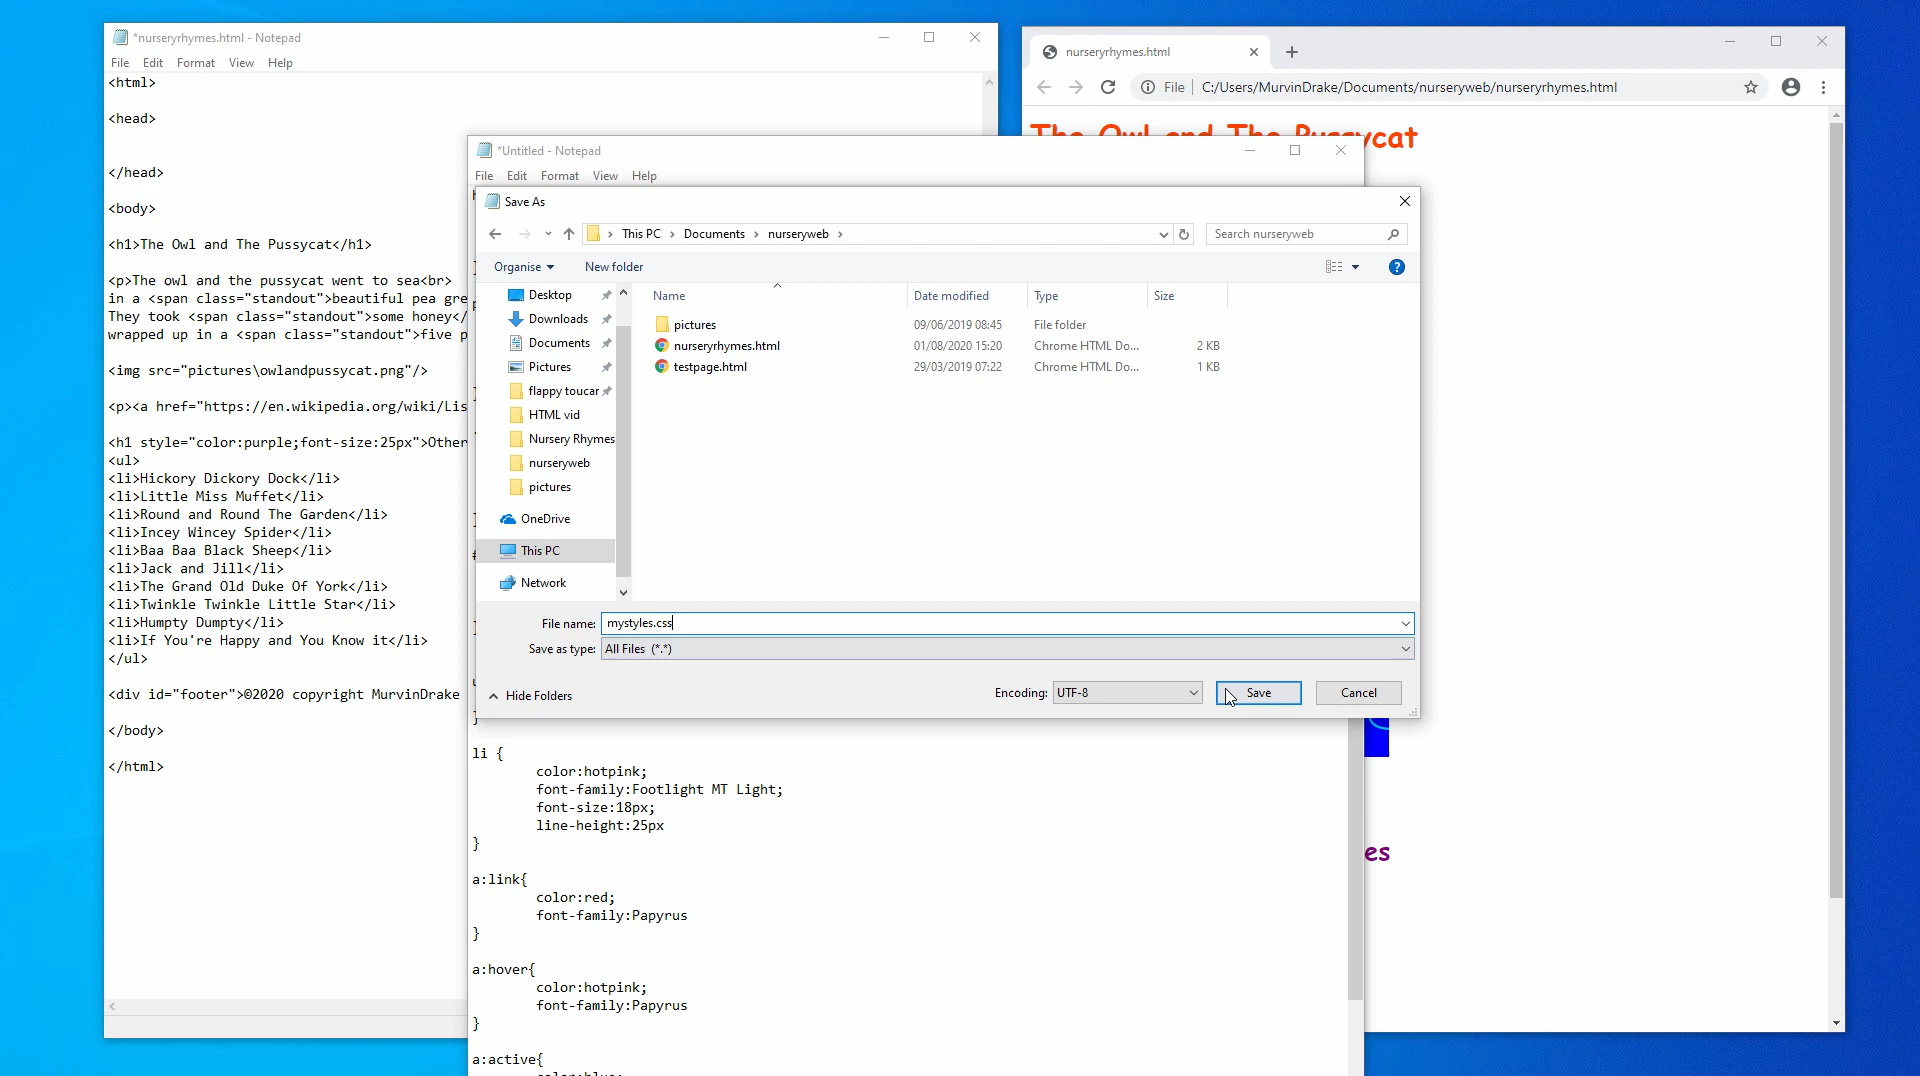 *nurseryrhymes.html - Notepad
File Edit Format View Help
<html>
<head>
</head>
<body>
<h1>The Owl and The Pussycat</h1>
<p>The owl and the pussycat went to sea<br>
in a <span class="standout">beautiful pea gre
They took <span class="standout">some honey</
wrapped up in a <span class="standout">five p
<img src="pictures\owlandpussycat.png"/>
<p><a href="https://en.wikipedia.org/wiki/Lis
<h1 style="color:purple;font-size:25px">Other
<ul>
<li>Hickory Dickory Dock</li>
<li>Little Miss Muffet</li>
<li>Round and Round The Garden</li>
<li>Incey Wincey Spider</li>
<li>Baa Baa Black Sheep</li>
<li>Jack and Jill</li>
<li>The Grand Old Duke Of York</li>
<li>Twinkle Twinkle Little Star</li>
<li>Humpty Dumpty</li>
<li>If You're Happy and You Know it</li>
</ul>
<div id="footer">©2020 copyright MurvinDrake
</body>
</html>
nurseryrhymes.html
File C:/Users/MurvinDrake/Documents/nurseryweb/nurseryrhymes.html
The Owl and The Pussycat
es
*Untitled - Notepad
File Edit Format View Help
Save As
This PC > Documents > nurseryweb >
Search nurseryweb
Organise New folder
Desktop
Downloads
Documents
Pictures
flappy toucar
HTML vid
Nursery Rhymes
nurseryweb
pictures
OneDrive
This PC
Network
Name Date modified Type Size
pictures 09/06/2019 08:45 File folder
nurseryrhymes.html 01/08/2020 15:20 Chrome HTML Do... 2 KB
testpage.html 29/03/2019 07:22 Chrome HTML Do... 1 KB
File name: mystyles.css
Save as type: All Files (*.*)
Hide Folders
Encoding: UTF-8
Save
Cancel
}
li {
color:hotpink;
font-family:Footlight MT Light;
font-size:18px;
line-height:25px
}
a:link{
color:red;
font-family:Papyrus
}
a:hover{
color:hotpink;
font-family:Papyrus
}
a:active{